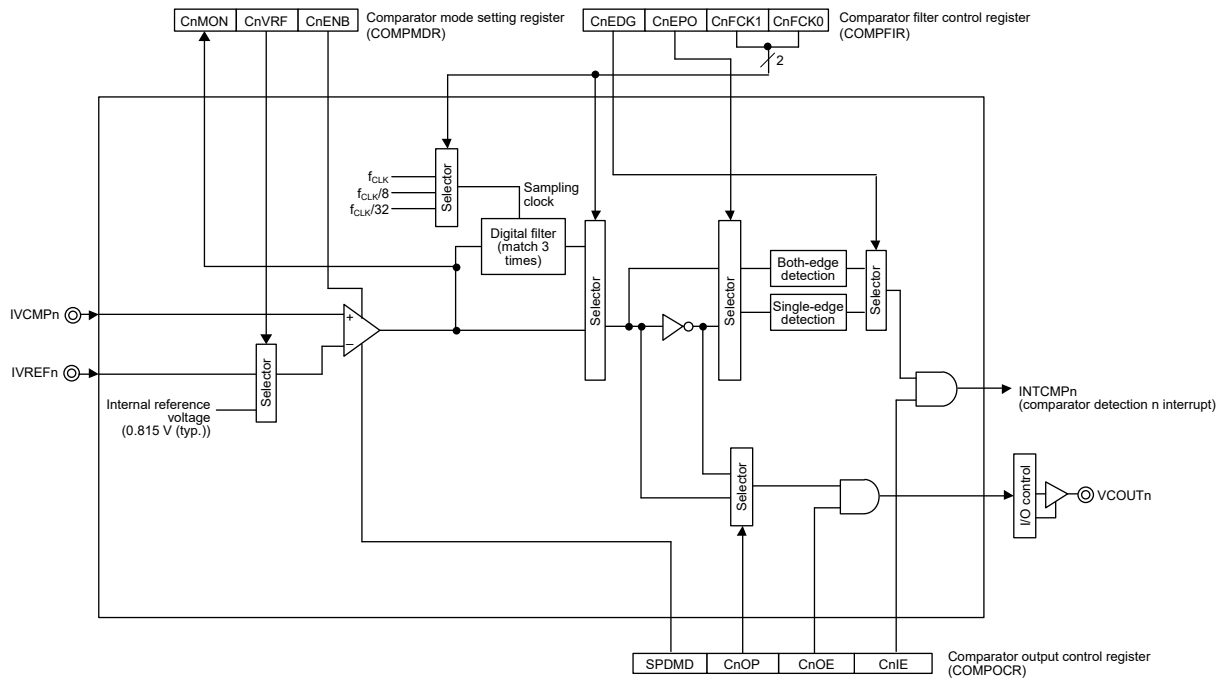 CnMON CnVRF CnENB
Comparator mode setting register
(COMPMDR)
CnEDG CnEPO CnFCK1 CnFCK0
Comparator filter control register
(COMPFIR)
2
Selector
fCLK
fCLK/8
fCLK/32
Sampling
clock
Digital filter
(match 3
times)
Selector
Selector
Both-edge
detection
Single-edge
detection
Selector
IVCMPn
+
−
IVREFn
Selector
Internal reference
voltage
(0.815 V (typ.))
INTCMPn
(comparator detection n interrupt)
Selector
I/O control
VCOUTn
SPDMD CnOP CnOE CnIE
Comparator output control register
(COMPOCR)